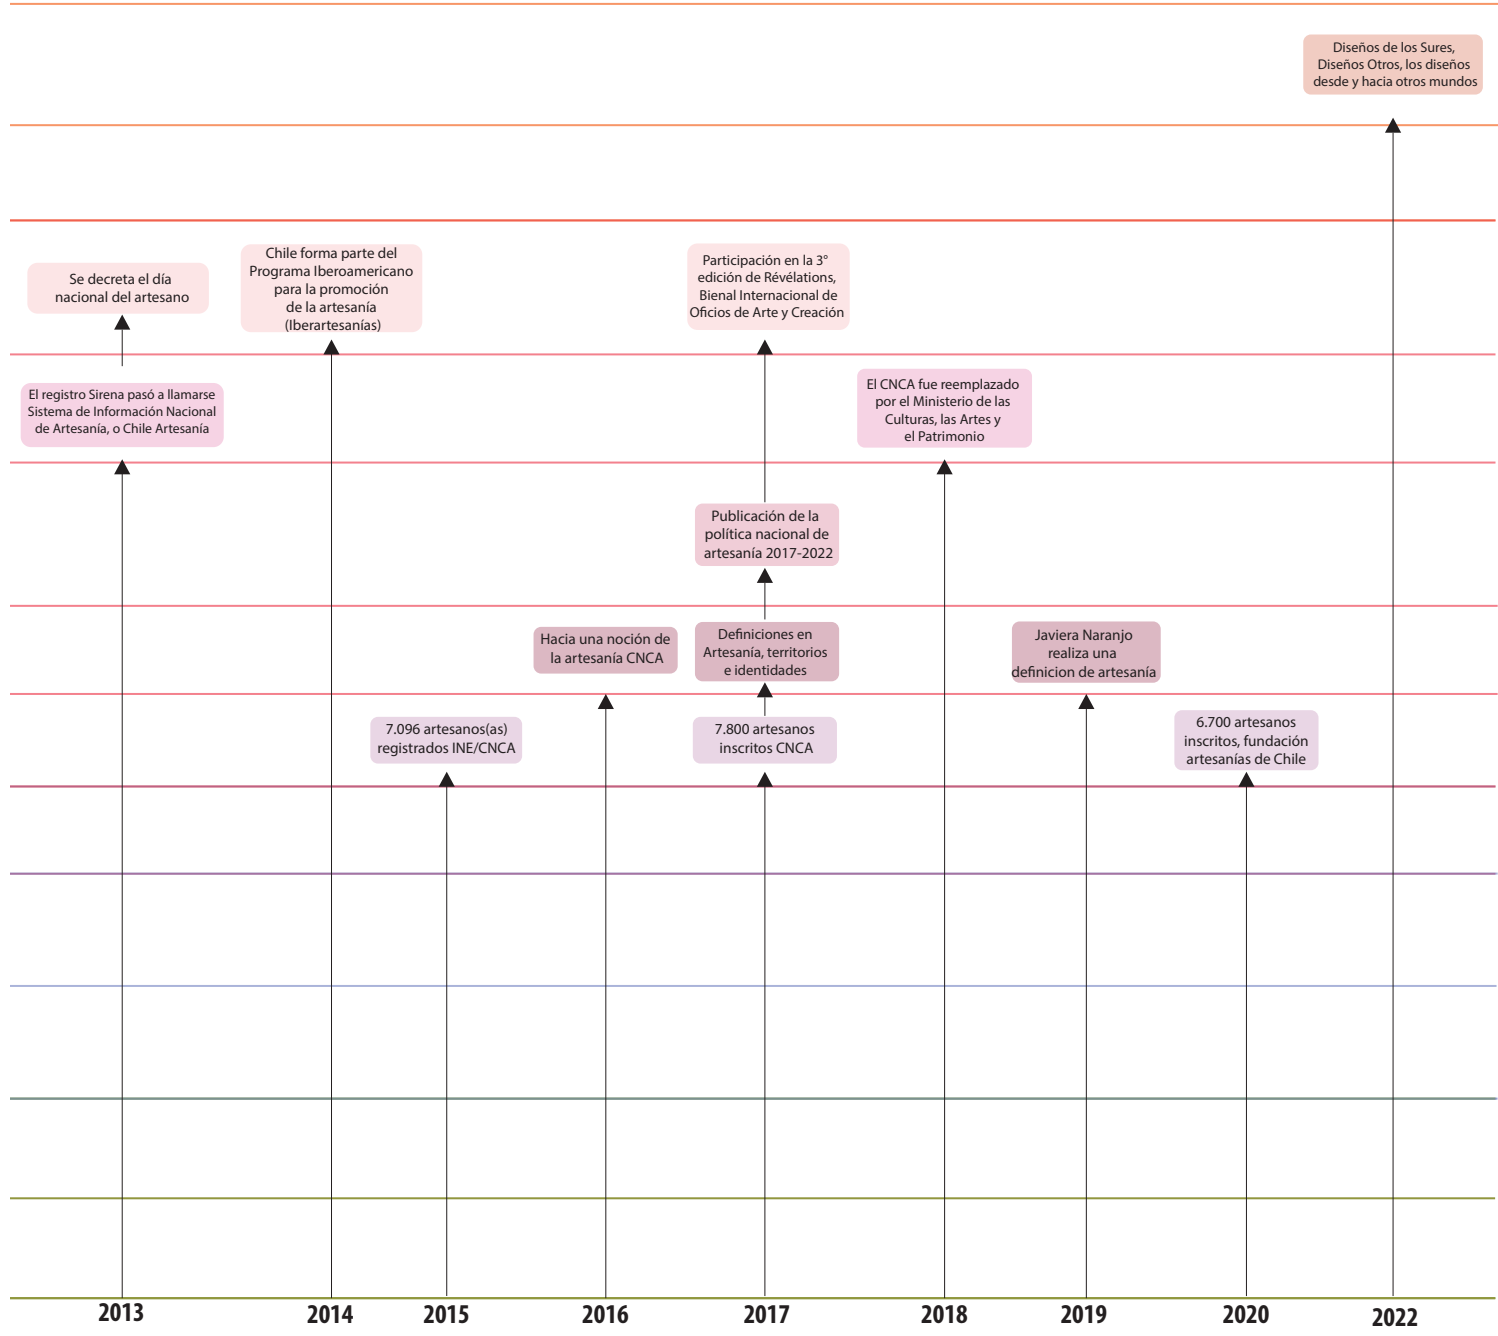 Diseños de los Sures,
Diseños Otros, los diseños
desde y hacia otros mundos
Se decreta el día
nacional del artesano
Chile forma parte del
Programa Iberoamericano
para la promoción
de la artesanía
(Iberartesanías)
Participación en la 3°
edición de Révélations,
Bienal Internacional de
Oficios de Arte y Creación
El registro Sirena pasó a llamarse
Sistema de Información Nacional
de Artesanía, o Chile Artesanía
El CNCA fue reemplazado
por el Ministerio de las
Culturas, las Artes y
el Patrimonio
Publicación de la
política nacional de
artesanía 2017-2022
Hacia una noción de
la artesanía CNCA
Definiciones en
Artesanía, territorios
e identidades
Javiera Naranjo
realiza una
definicion de artesanía
7.096 artesanos(as)
registrados INE/CNCA
7.800 artesanos
inscritos CNCA
6.700 artesanos
inscritos, fundación
artesanías de Chile
2013
2014
2015
2016
2017
2018
2019
2020
2022